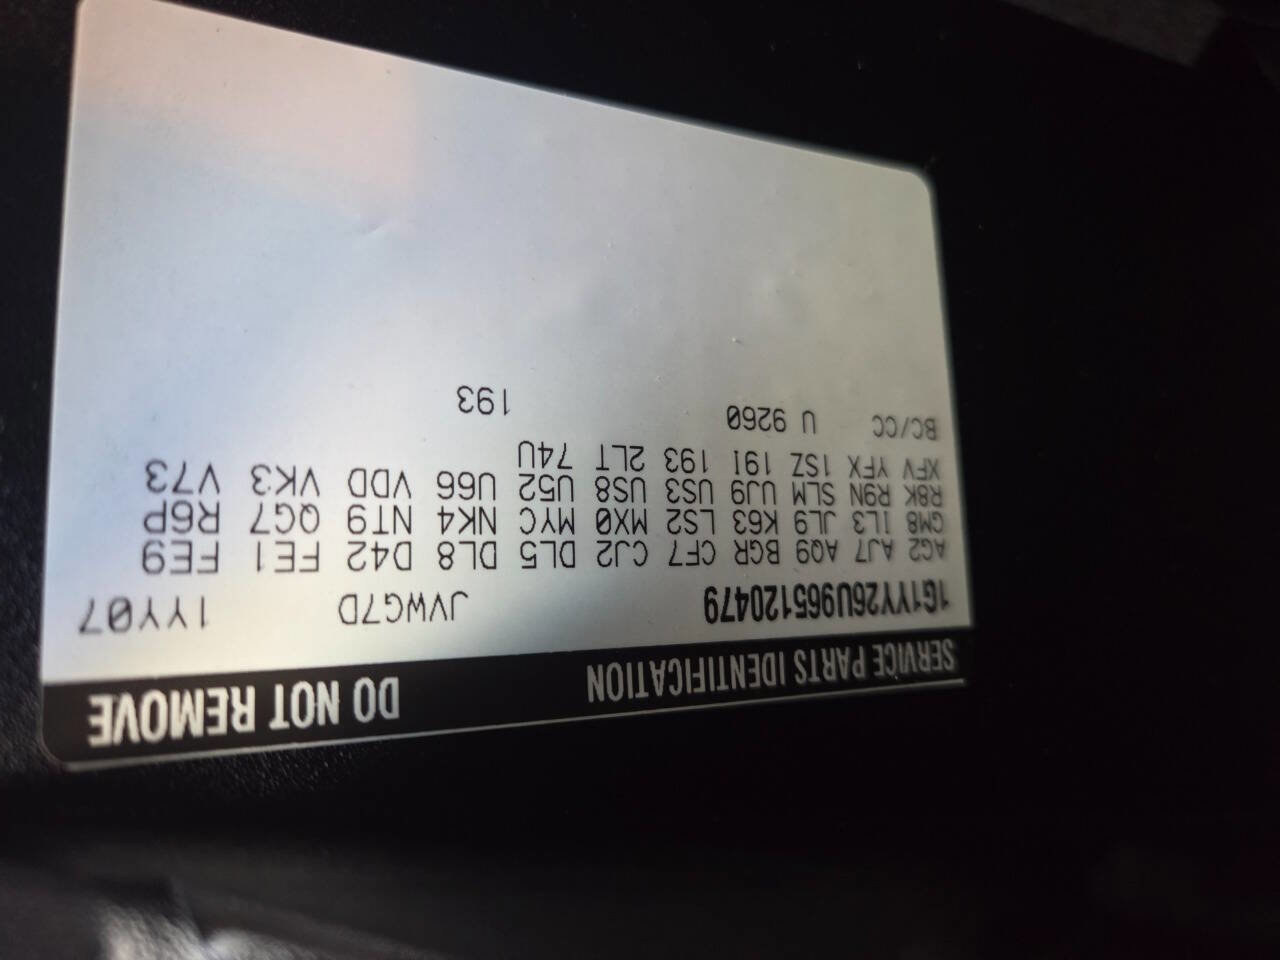 SERVICE PARTS IDENTIFICATION DO NOT REMOVE
1G1YY26U965120479 JVWG7D 1YY07
AG2 AJ7 AQ9 BGR CF7 CJ2 DL5 DL8 D42 FE1 FE9
GM8 IL3 JL9 K63 LS2 MX0 MYC NK4 NT9 QG7 R6P
R8K R9N SLM UJ9 US3 US8 U52 U66 VDD VK3 V73
XFV YFX 1SZ 19I 193 2LT 74U
BC/CC U 9260 193